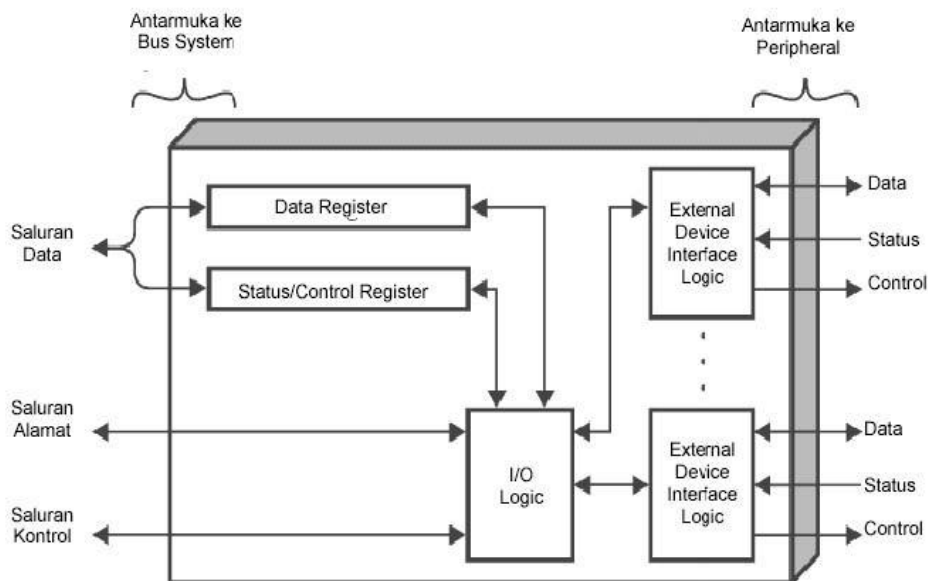 Antarmuka ke
Bus System
Antarmuka ke
Peripheral
Saluran
Data
Data Register
Status/Control Register
External
Device
Interface
Logic
Data
Status
Control
Saluran
Alamat
Saluran
Kontrol
I/O
Logic
External
Device
Interface
Logic
Data
Status
Control